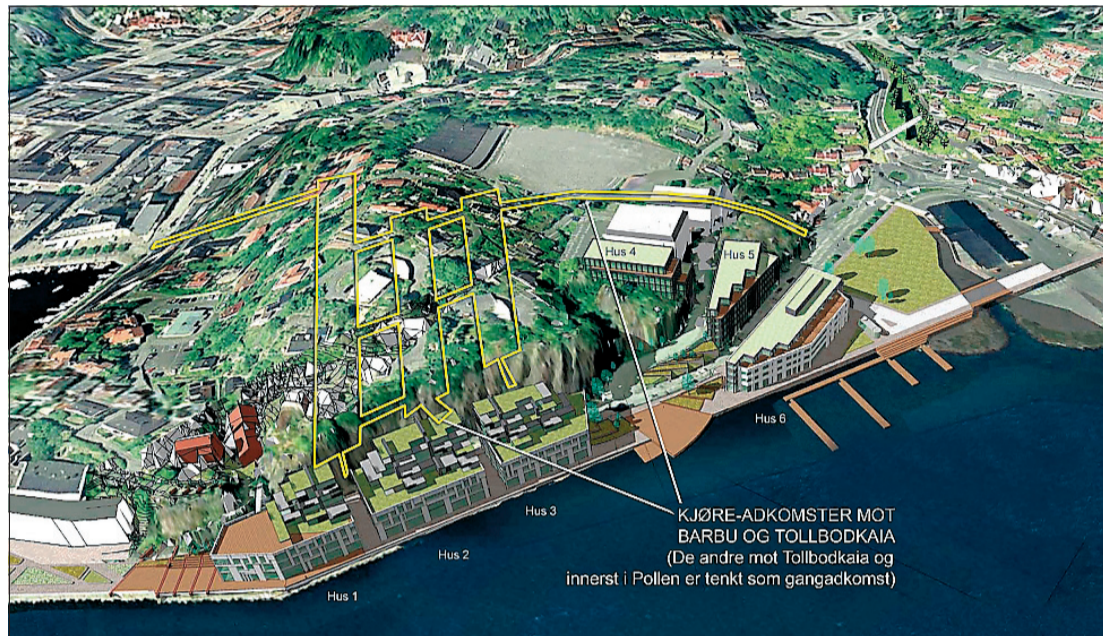 Hus 4
Hus 5
Hus 6
Hus 3
Hus 2
Hus 1
KJØRE-ADKOMSTER MOT
BARBU OG TOLLBODKAIA
(De andre mot Tollbodkaia og
innerst i Pollen er tenkt som gangadkomst)